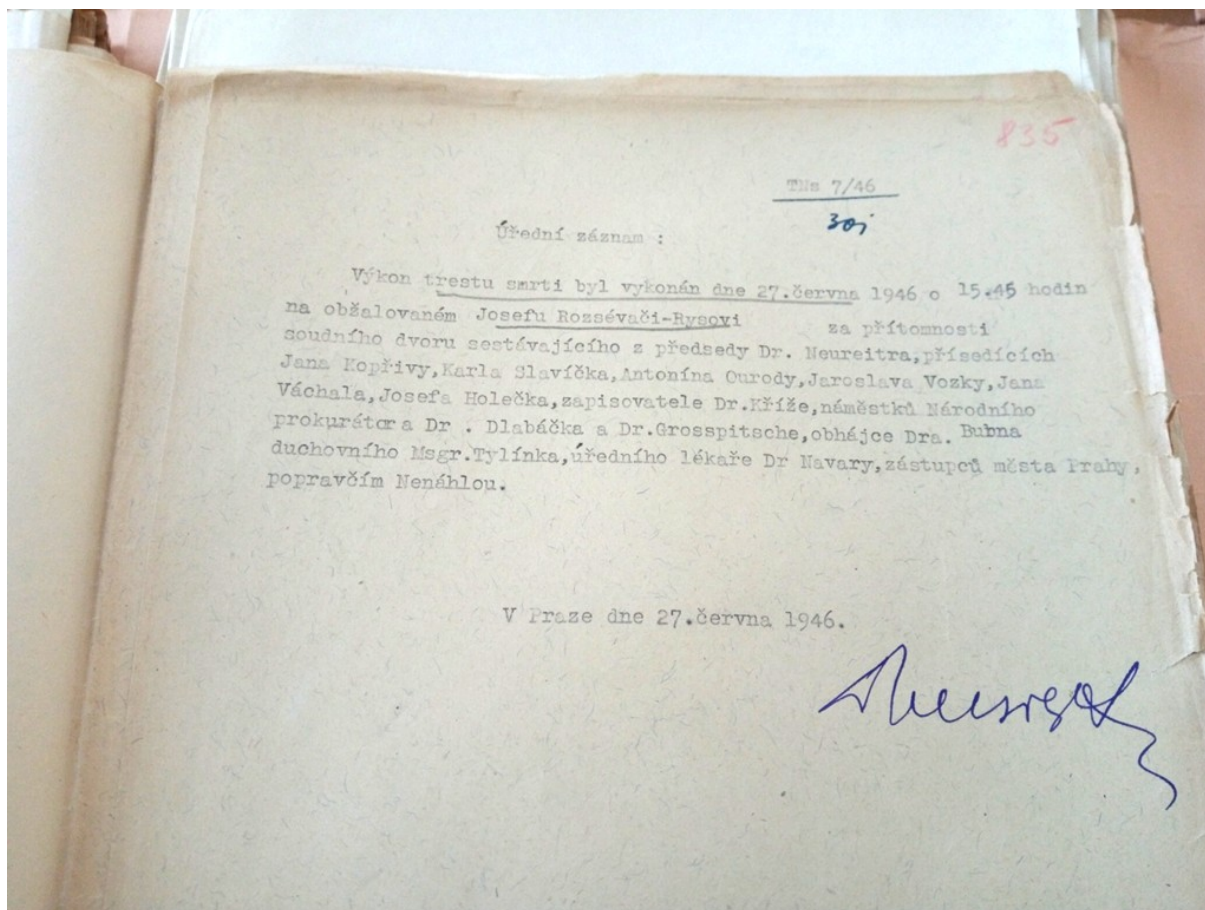 835
TNs 7/46
Úřední záznam :
Výkon trestu smrti byl vykonán dne 27.června 1946 o 15.45 hodin
na obžalovaném Josefu Rozsévači-Rysovi za přítomnosti
soudního dvoru sestávajícího z předsedy Dr. Neureitra,přísedících
Jana Kopřivy,Karla Slavíčka,Antonína Ourody,Jaroslava Vozky,Jana
Váchala,Josefa Holečka,zapisovatele Dr.Kříže,náměstků Národního
prokurátora Dr . Dlabáčka a Dr.Grosspitsche,obhájce Dra. Bubna
duchovního Msgr.Tylínka,úředního lékaře Dr Navary,zástupců města Prahy,
popravčím Nenáhlou.
V Praze dne 27.června 1946.